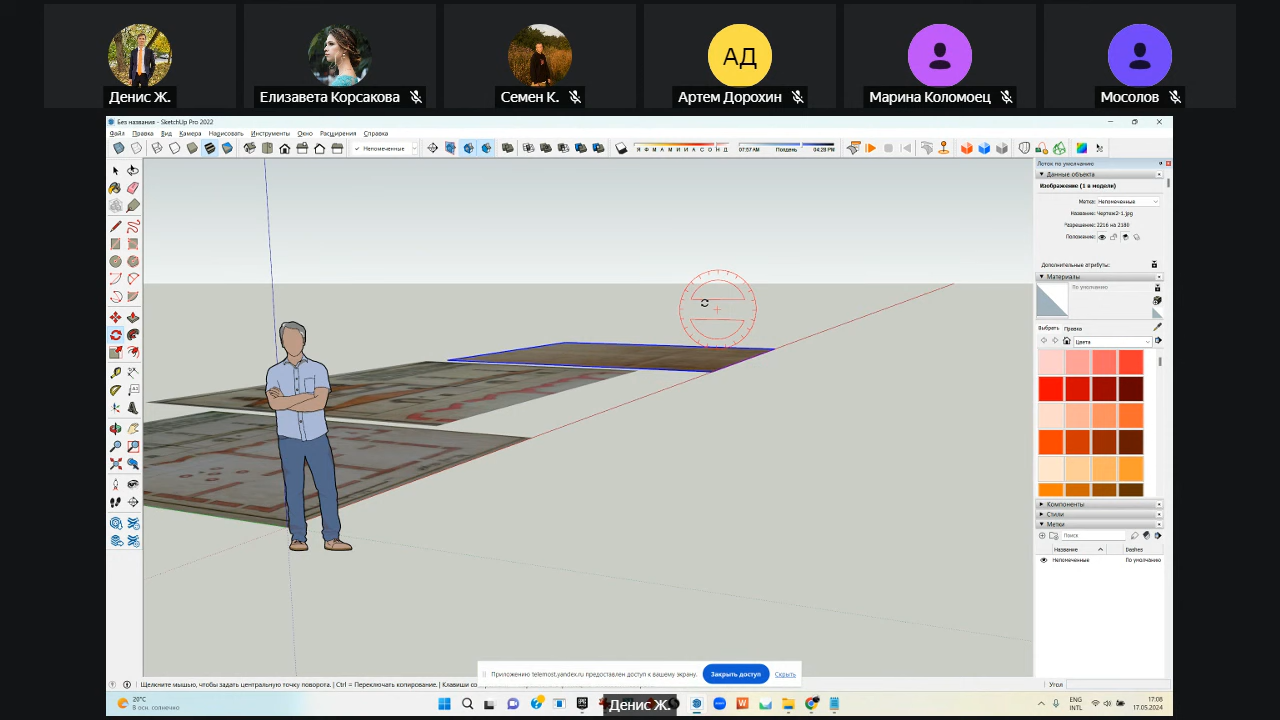 АД
Денис Ж.
Елизавета Корсакова
Семен К.
Артем Дорохин
Марина Коломоец
Мосолов
Без названия - SketchUp Pro 2022
Файл Правка Вид Камера Нарисовать Инструменты Окно Расширения Справка
Непомеченные
Я Ф М А М И И А С О Н Д
07:57 AM Полдень 04:28 PM
Лоток по умолчанию
Данные объекта
Изображение (1 в модели)
Метка: Непомеченные
Название: Чертеж2-1.jpg
Разрешение: 2216 на 2180
Положение:
Дополнительные атрибуты:
Материалы
По умолчанию
Выбрать Правка
Цвета
Компоненты
Стили
Метки
Поиск
Название Dashes
Непомеченные По умолчанию
Приложению telemost.yandex.ru предоставлен доступ к вашему экрану.
Закрыть доступ
Скрыть
Щелкните мышью, чтобы задать центральную точку поворота. | Ctrl = Переключать копирование. | Клавиши со
Угол
20°C
В осн. солнечно
Денис Ж.
ENG
INTL
17:08
17.05.2024